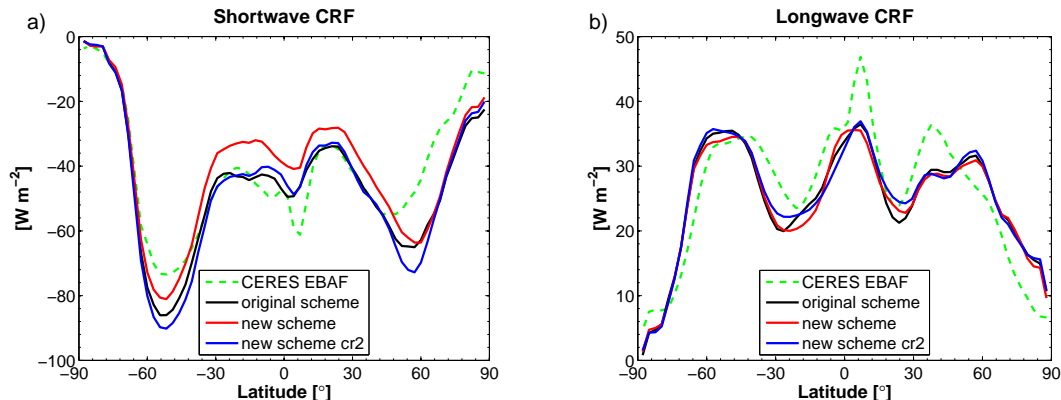 a)
Shortwave CRF
[W m−2]
0
−20
−40
−60
−80
−100
−90
−60
−30
0
30
60
90
Latitude [°]
CERES EBAF
original scheme
new scheme
new scheme cr2
b)
Longwave CRF
[W m−2]
50
40
30
20
10
0
−90
−60
−30
0
30
60
90
Latitude [°]
CERES EBAF
original scheme
new scheme
new scheme cr2